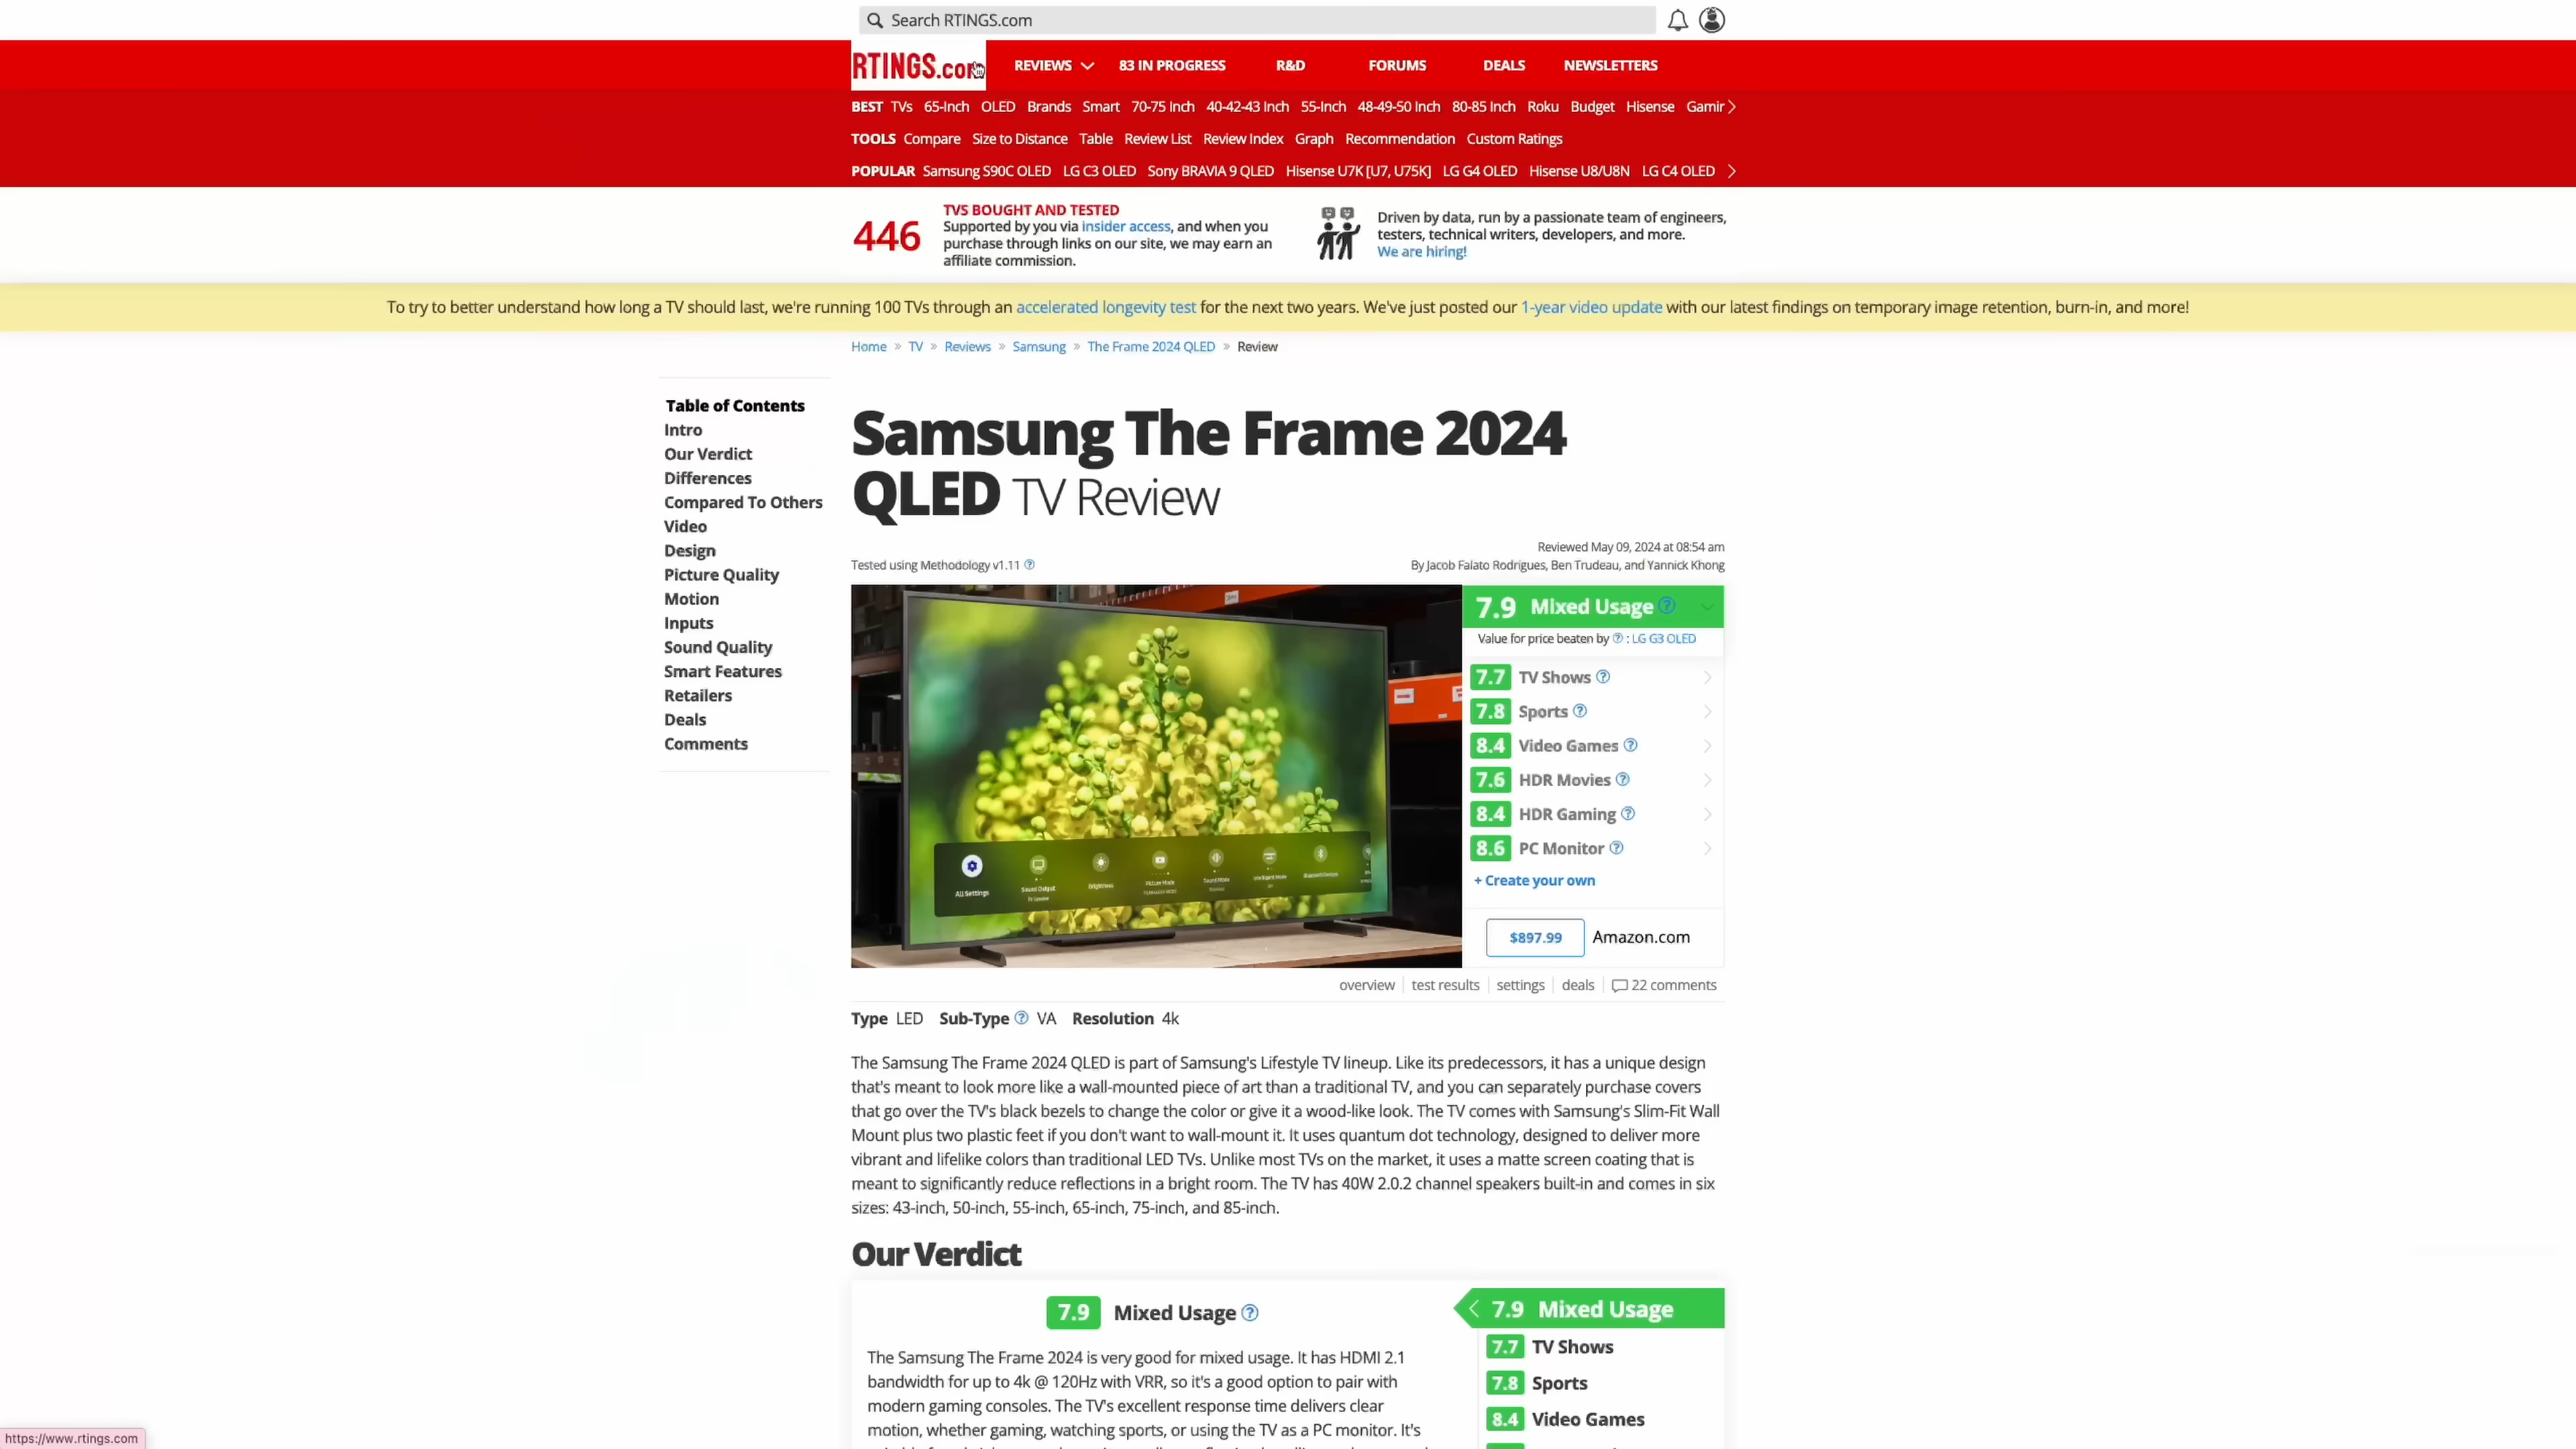 Search RTINGS.com
RTINGS.com REVIEWS 83 IN PROGRESS R&D FORUMS DEALS NEWSLETTERS
BEST TVs 65-Inch OLED Brands Smart 70-75 Inch 40-42-43 Inch 55-Inch 48-49-50 Inch 80-85 Inch Roku Budget Hisense Gamir
TOOLS Compare Size to Distance Table Review List Review Index Graph Recommendation Custom Ratings
POPULAR Samsung S90C OLED LG C3 OLED Sony BRAVIA 9 QLED Hisense U7K [U7, U75K] LG G4 OLED Hisense U8/U8N LG C4 OLED
446
TVS BOUGHT AND TESTED
Supported by you via insider access, and when you
purchase through links on our site, we may earn an
affiliate commission.
Driven by data, run by a passionate team of engineers,
testers, technical writers, developers, and more.
We are hiring!
To try to better understand how long a TV should last, we're running 100 TVs through an accelerated longevity test for the next two years. We've just posted our 1-year video update with our latest findings on temporary image retention, burn-in, and more!
Home » TV » Reviews » Samsung » The Frame 2024 QLED » Review
Table of Contents
Intro
Our Verdict
Differences
Compared To Others
Video
Design
Picture Quality
Motion
Inputs
Sound Quality
Smart Features
Retailers
Deals
Comments
Samsung The Frame 2024
QLED TV Review
Reviewed May 09, 2024 at 08:54 am
Tested using Methodology v1.11 ?
By Jacob Falato Rodrigues, Ben Trudeau, and Yannick Khong
All Settings Sound Output Brightness Picture Mode Sound Mode Intelligent Mode Bluetooth Devices
TV Speaker
7.9 Mixed Usage ?
Value for price beaten by ? : LG G3 OLED
7.7 TV Shows ?
7.8 Sports ?
8.4 Video Games ?
7.6 HDR Movies ?
8.4 HDR Gaming ?
8.6 PC Monitor ?
+ Create your own
$897.99 Amazon.com
overview test results settings deals 22 comments
Type LED Sub-Type ? VA Resolution 4k
The Samsung The Frame 2024 QLED is part of Samsung's Lifestyle TV lineup. Like its predecessors, it has a unique design
that's meant to look more like a wall-mounted piece of art than a traditional TV, and you can separately purchase covers
that go over the TV's black bezels to change the color or give it a wood-like look. The TV comes with Samsung's Slim-Fit Wall
Mount plus two plastic feet if you don't want to wall-mount it. It uses quantum dot technology, designed to deliver more
vibrant and lifelike colors than traditional LED TVs. Unlike most TVs on the market, it uses a matte screen coating that is
meant to significantly reduce reflections in a bright room. The TV has 40W 2.0.2 channel speakers built-in and comes in six
sizes: 43-inch, 50-inch, 55-inch, 65-inch, 75-inch, and 85-inch.
Our Verdict
7.9 Mixed Usage ?
The Samsung The Frame 2024 is very good for mixed usage. It has HDMI 2.1
bandwidth for up to 4k @ 120Hz with VRR, so it's a good option to pair with
modern gaming consoles. The TV's excellent response time delivers clear
motion, whether gaming, watching sports, or using the TV as a PC monitor. It's
7.9 Mixed Usage
7.7 TV Shows
7.8 Sports
8.4 Video Games
https://www.rtings.com